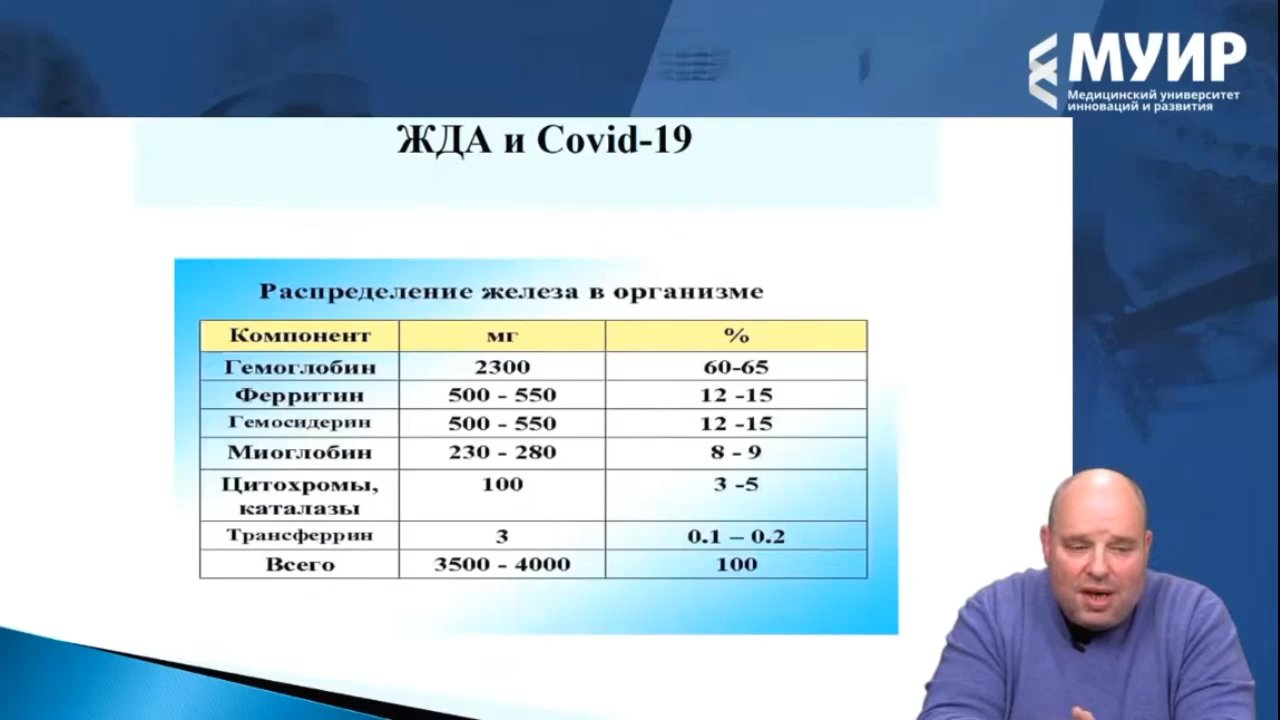 МУИР
Медицинский университет
инноваций и развития
ЖДА и Covid-19
Распределение железа в организме
Компонент мг %
Гемоглобин 2300 60-65
Ферритин 500 - 550 12 -15
Гемосидерин 500 - 550 12 -15
Миоглобин 230 - 280 8 - 9
Цитохромы, 100 3 -5
каталазы
Трансферрин 3 0.1 – 0.2
Всего 3500 - 4000 100